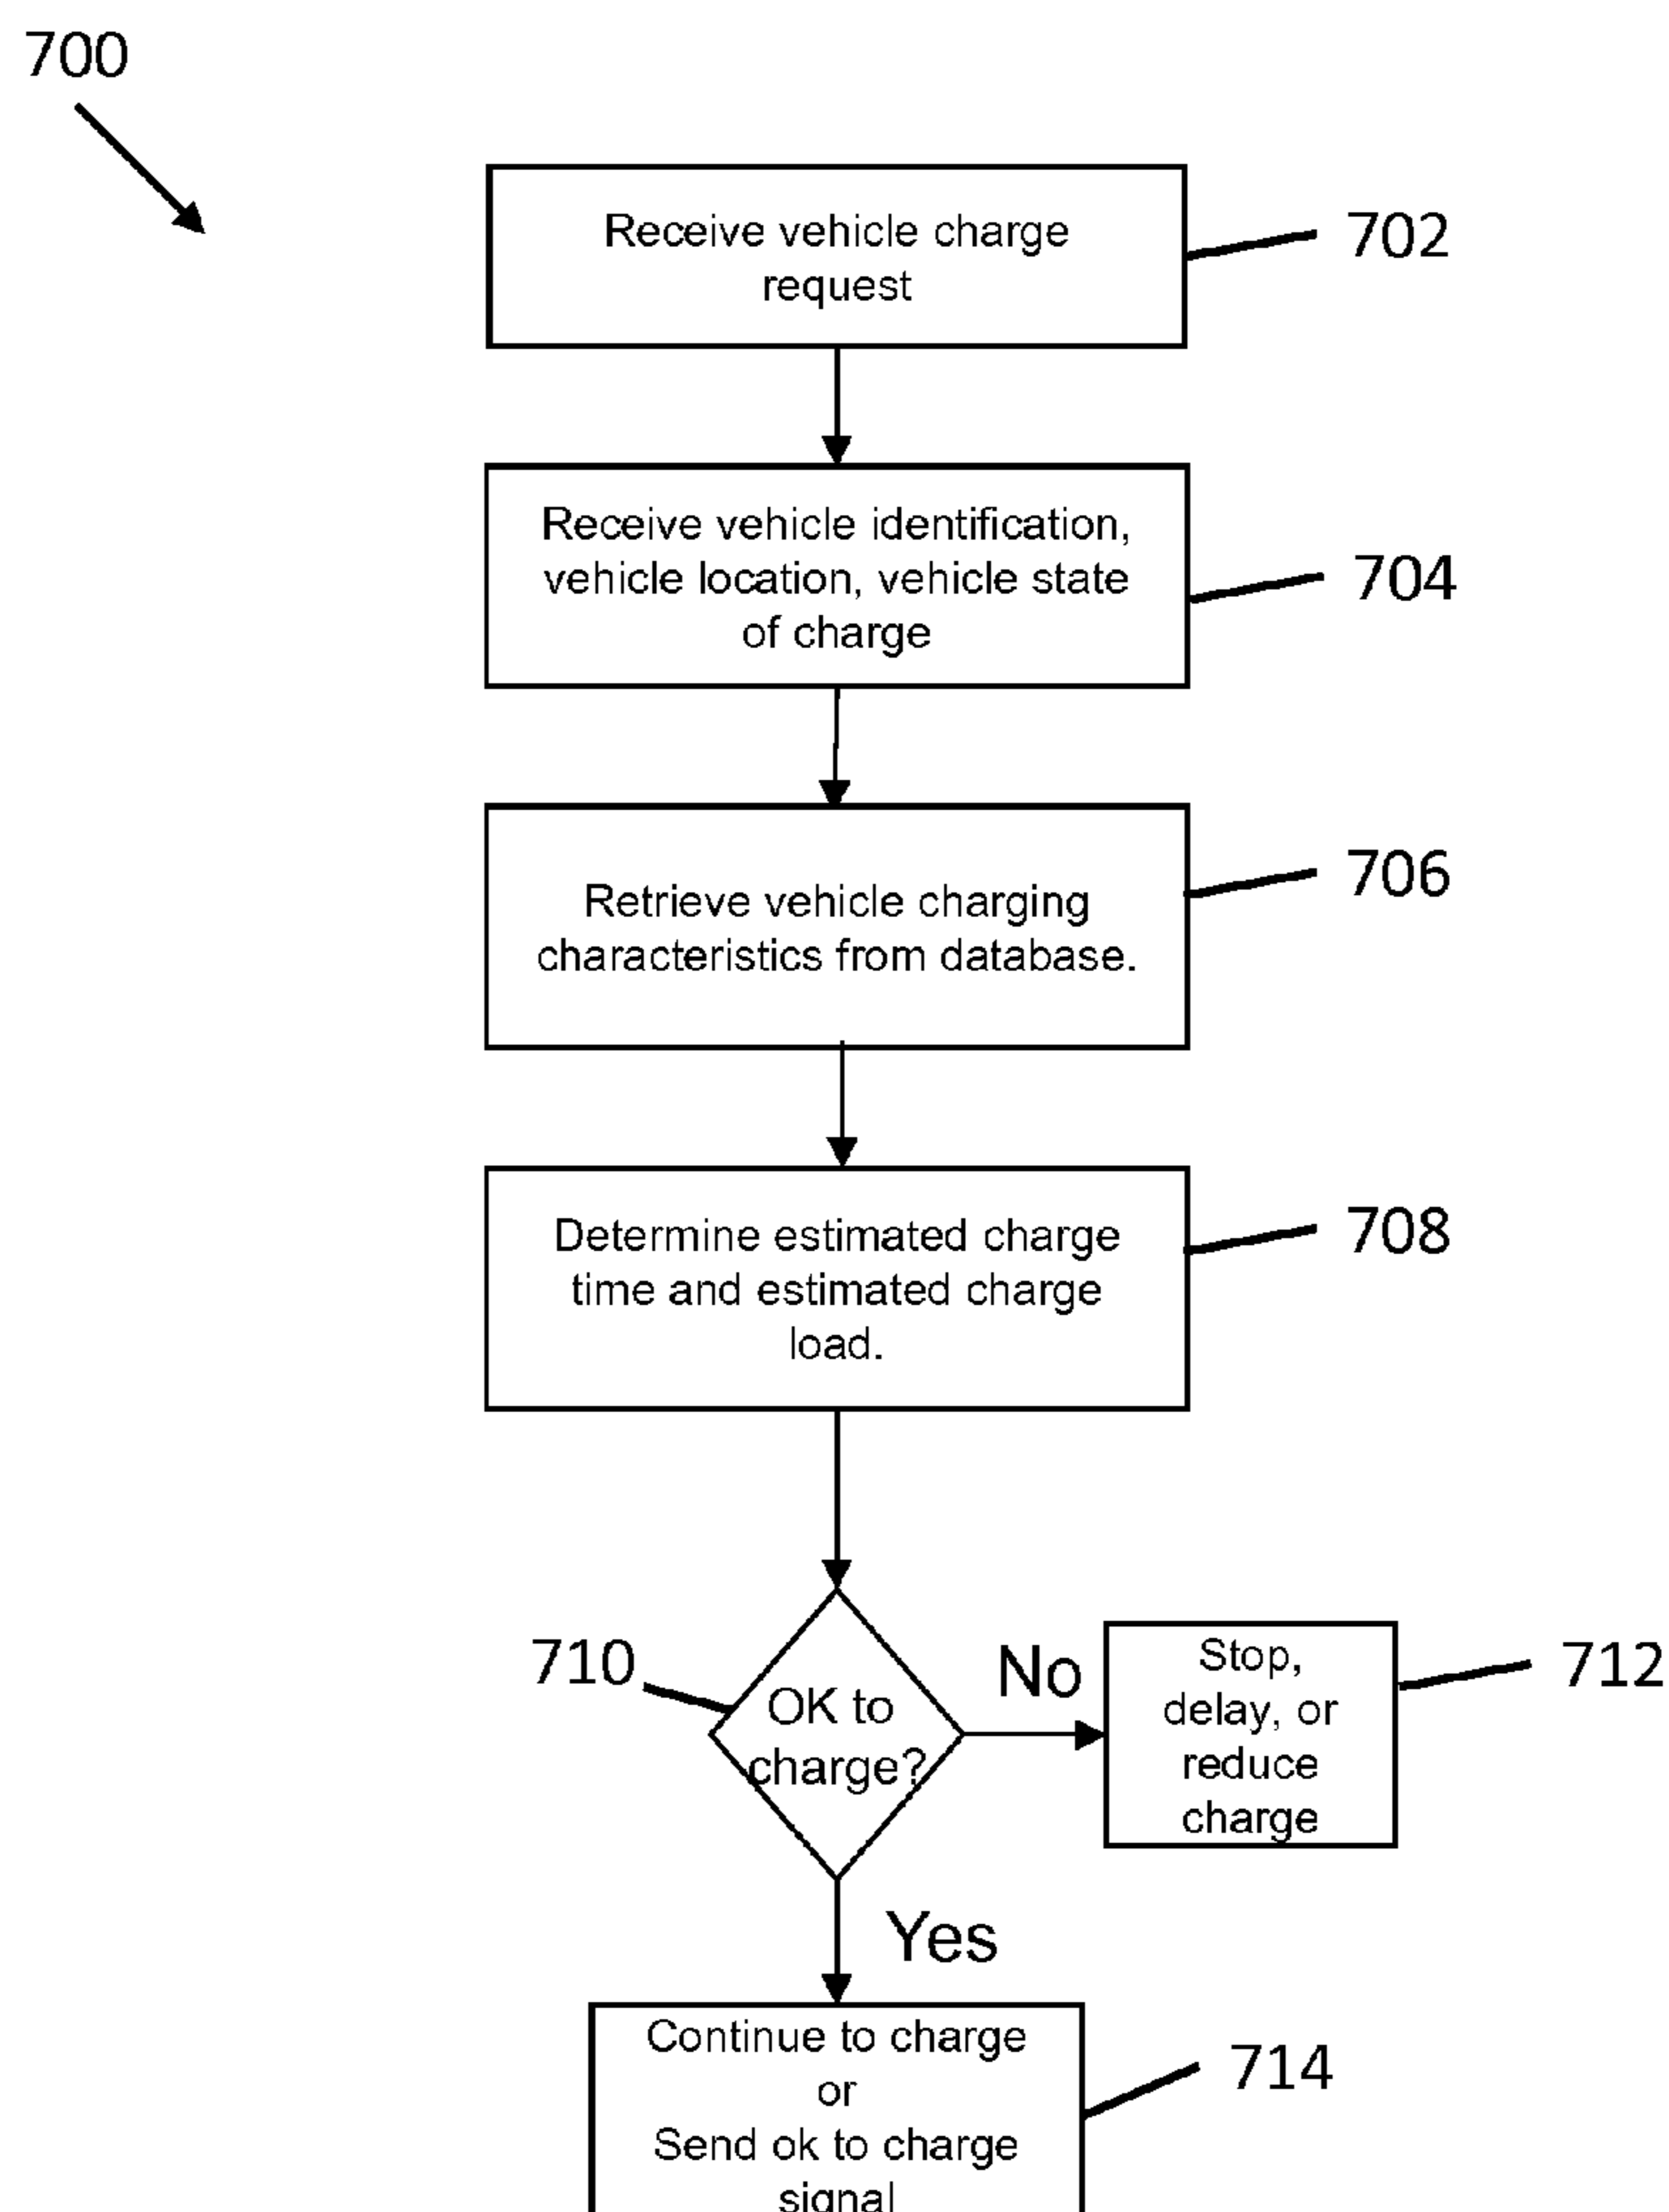 700
Receive vehicle charge
request
702
Receive vehicle identification,
vehicle location, vehicle state
of charge
704
Retrieve vehicle charging
characteristics from database.
706
Determine estimated charge
time and estimated charge
load.
708
710
OK to
charge?
No
Stop,
delay, or
reduce
charge
712
Yes
Continue to charge
or
Send ok to charge
signal
714